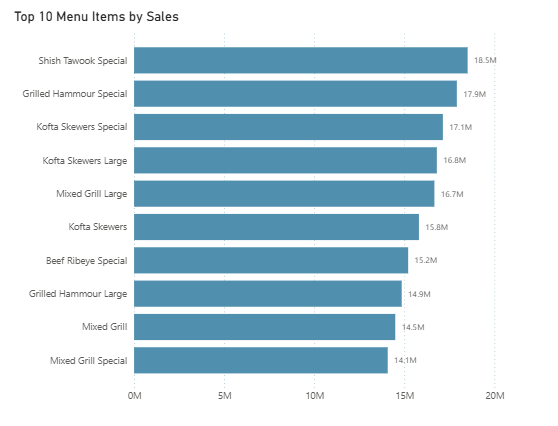 Top 10 Menu Items by Sales
Shish Tawook Special 18.5M
Grilled Hammour Special 17.9M
Kofta Skewers Special 17.1M
Kofta Skewers Large 16.8M
Mixed Grill Large 16.7M
Kofta Skewers 15.8M
Beef Ribeye Special 15.2M
Grilled Hammour Large 14.9M
Mixed Grill 14.5M
Mixed Grill Special 14.1M
0M 5M 10M 15M 20M